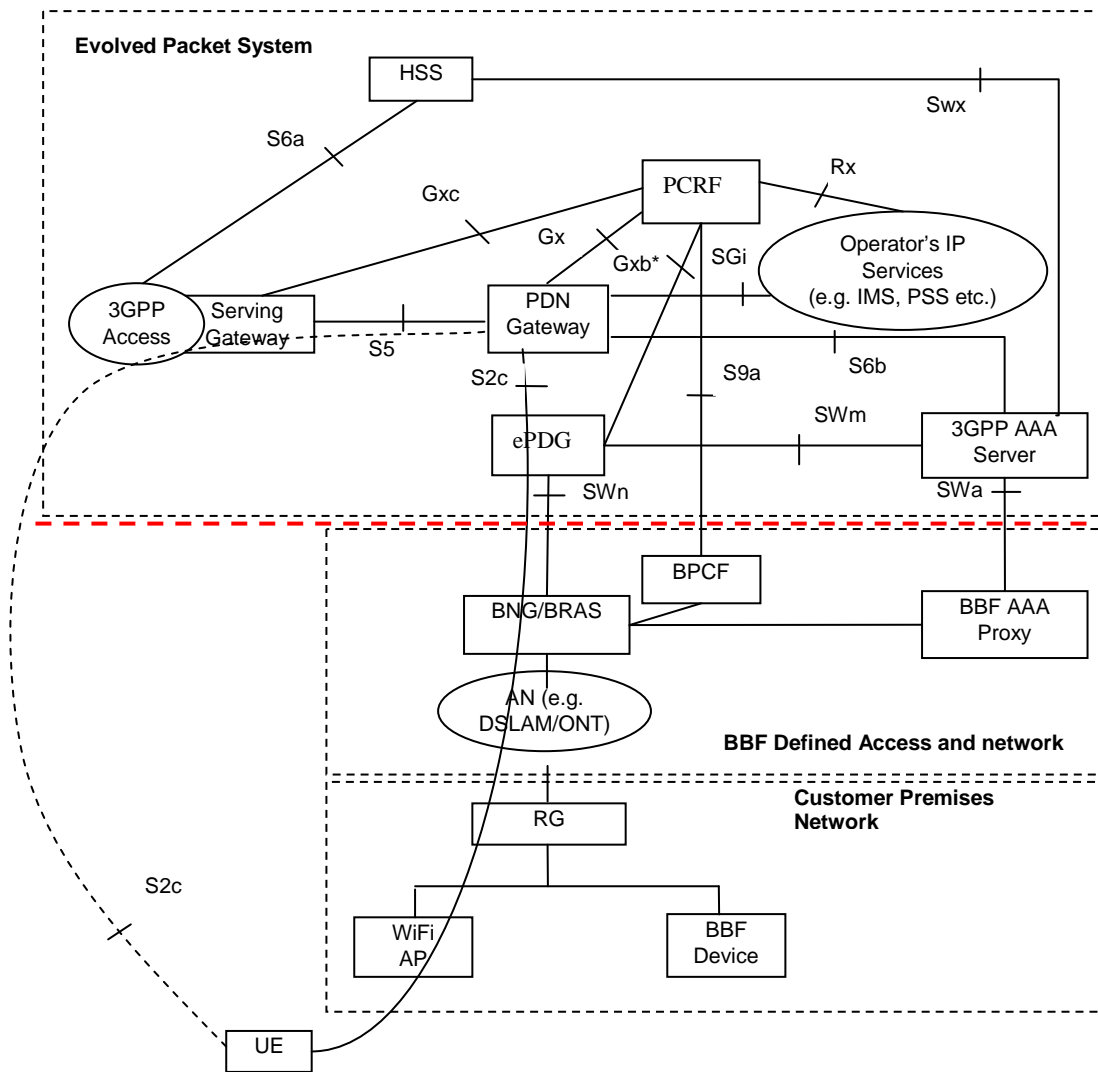 Evolved Packet System
HSS
Swx
S6a
PCRF
Rx
Gxc
Gx
Gxb*
SGi
Operator’s IP
Services
(e.g. IMS, PSS etc.)
3GPP
Access
Serving
Gateway
PDN
Gateway
S5
S2c
S9a
S6b
ePDG
SWm
3GPP AAA
Server
SWn
SWa
BPCF
BNG/BRAS
BBF AAA
Proxy
AN (e.g.
DSLAM/ONT)
BBF Defined Access and network
Customer Premises
Network
RG
S2c
WiFi
AP
BBF
Device
UE